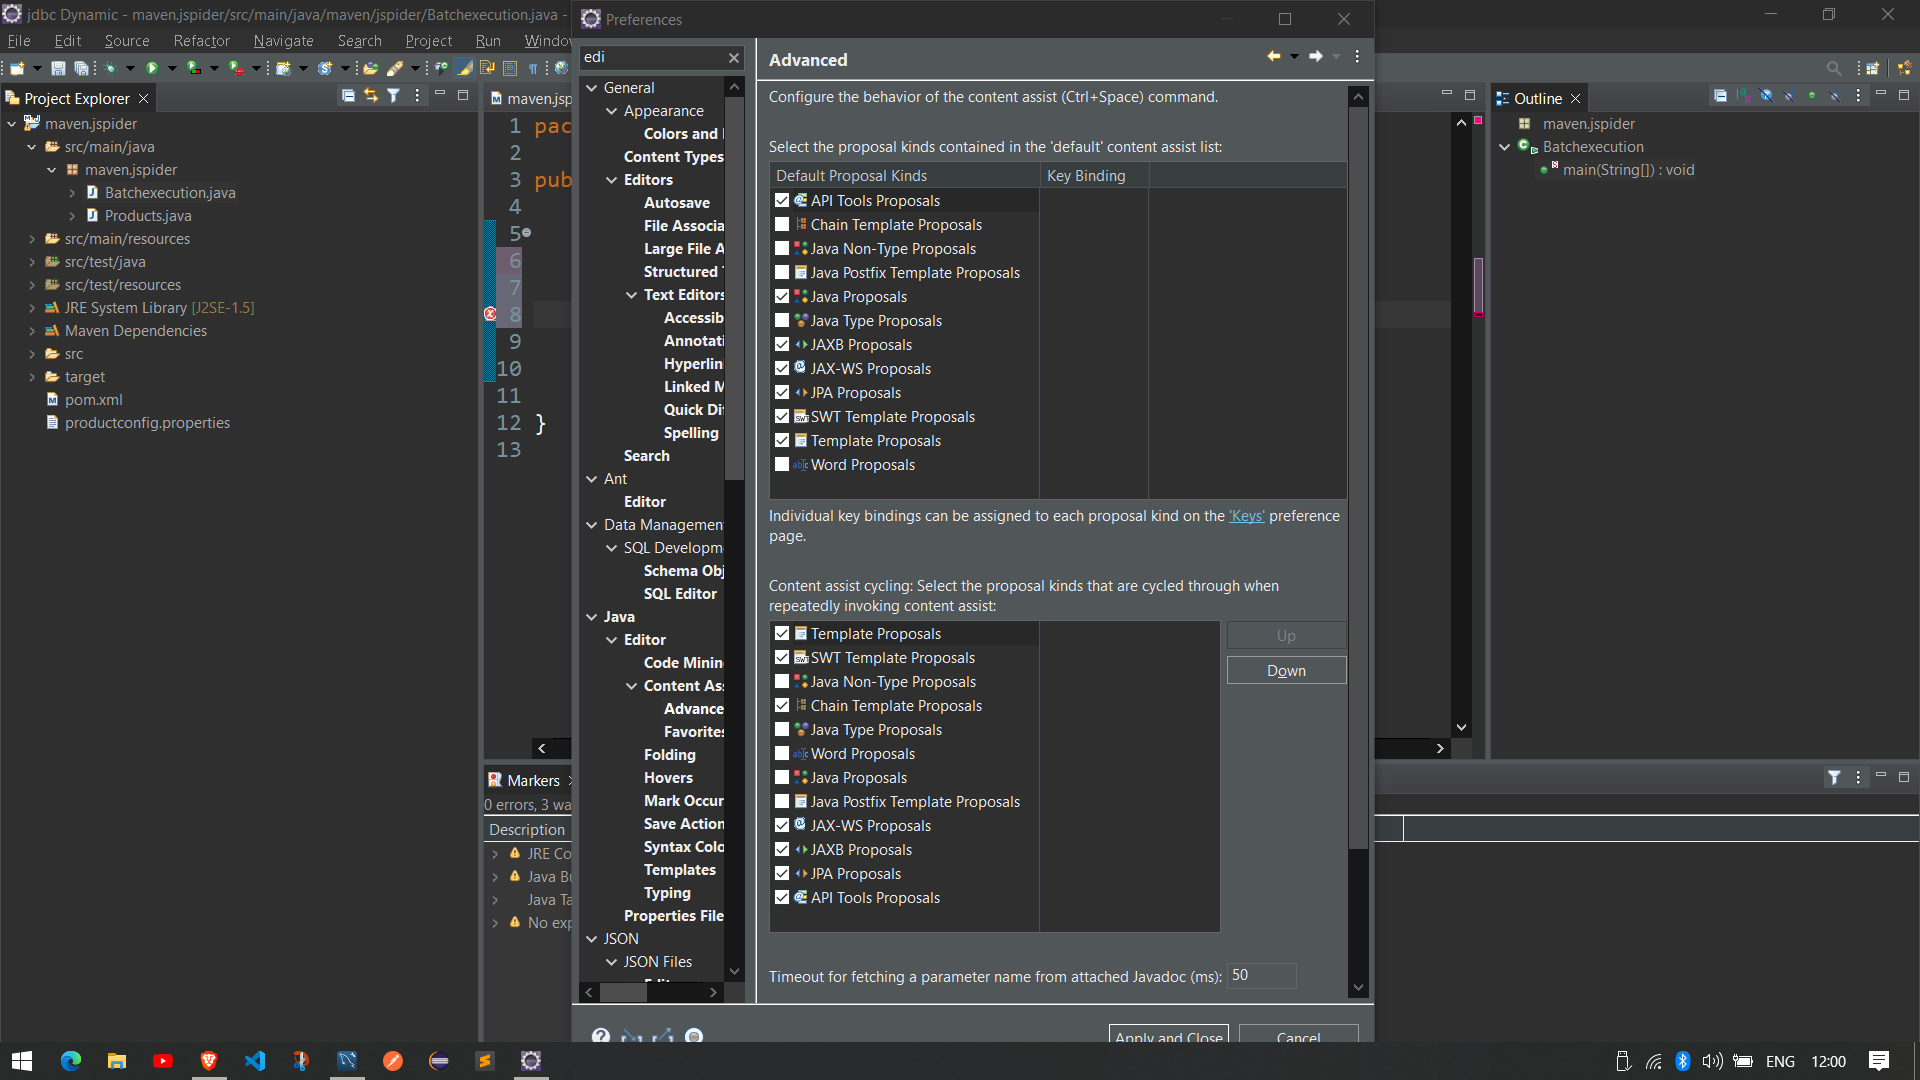 jdbc Dynamic - maven.jspider/src/main/java/maven/jspider/Batchexecution.java -
File Edit Source Refactor Navigate Search Project Run Window
Project Explorer
maven.jspider
src/main/java
maven.jspider
Batchexecution.java
Products.java
src/main/resources
src/test/java
src/test/resources
JRE System Library [J2SE-1.5]
Maven Dependencies
src
target
pom.xml
productconfig.properties
maven.jsp
1 pac
2
3 pub
4
5
6
7
8
9
10
11
12 }
13
Markers
0 errors, 3 wa
Description
JRE Co
Java Bu
Java Ta
No exp
Preferences
edi
General
Appearance
Colors and
Content Types
Editors
Autosave
File Associa
Large File A
Structured
Text Editors
Accessib
Annotati
Hyperlin
Linked M
Quick Di
Spelling
Search
Ant
Editor
Data Managemen
SQL Developm
Schema Obj
SQL Editor
Java
Editor
Code Minin
Content Ass
Advance
Favorites
Folding
Hovers
Mark Occur
Save Action
Syntax Colo
Templates
Typing
Properties File
JSON
JSON Files
Advanced
Configure the behavior of the content assist (Ctrl+Space) command.
Select the proposal kinds contained in the 'default' content assist list:
Default Proposal Kinds Key Binding
API Tools Proposals
Chain Template Proposals
Java Non-Type Proposals
Java Postfix Template Proposals
Java Proposals
Java Type Proposals
JAXB Proposals
JAX-WS Proposals
JPA Proposals
SWT Template Proposals
Template Proposals
Word Proposals
Individual key bindings can be assigned to each proposal kind on the 'Keys' preference
page.
Content assist cycling: Select the proposal kinds that are cycled through when
repeatedly invoking content assist:
Template Proposals
SWT Template Proposals
Java Non-Type Proposals
Chain Template Proposals
Java Type Proposals
Word Proposals
Java Proposals
Java Postfix Template Proposals
JAX-WS Proposals
JAXB Proposals
JPA Proposals
API Tools Proposals
Up
Down
Timeout for fetching a parameter name from attached Javadoc (ms): 50
Apply and Close Cancel
Outline
maven.jspider
Batchexecution
main(String[]) : void
ENG 12:00